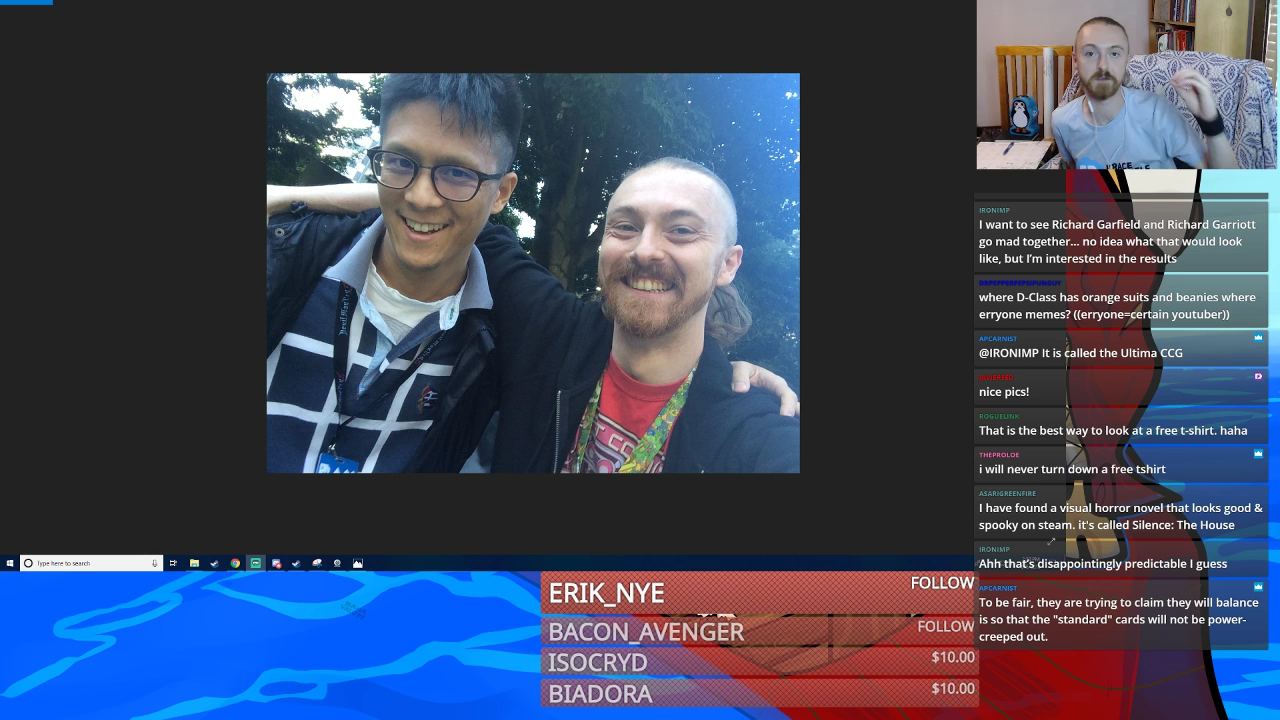 IRONIMP
I want to see Richard Garfield and Richard Garriott
go mad together... no idea what that would look
like, but I'm interested in the results
where D-Class has orange suits and beanies where
erryone memes? ((erryone=certain youtuber))
APCARNIST
@IRONIMP It is called the Ultima CCG
nice pics!
ROGUELINK
That is the best way to look at a free t-shirt. haha
THEPROLOE
i will never turn down a free tshirt
ASARIGREENFIRE
I have found a visual horror novel that looks good &
spooky on steam. it's called Silence: The House
IRONIMP
Ahh that's disappointingly predictable I guess
APCARNIST
To be fair, they are trying to claim they will balance
is so that the "standard" cards will not be power-
creeped out.
Type here to search
ERIK_NYE FOLLOW
BACON_AVENGER FOLLOW
ISOCRYD $10.00
BIADORA $10.00